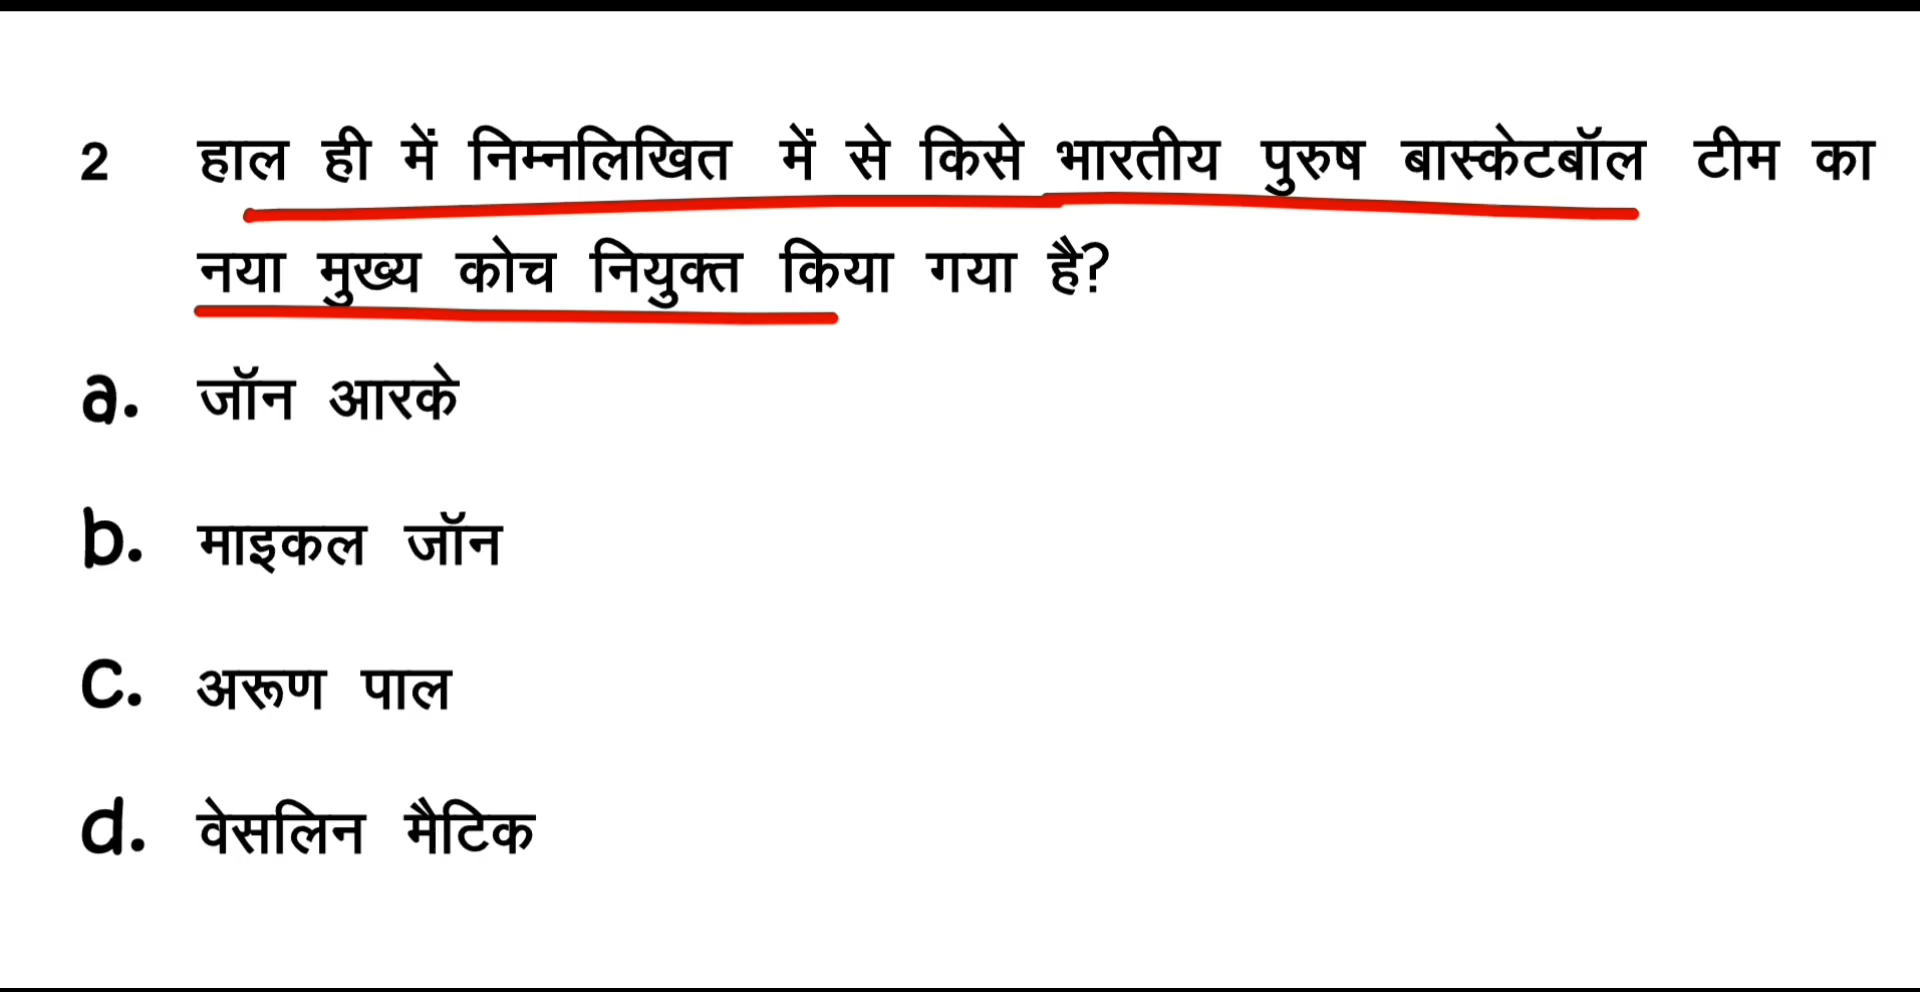 2 हाल ही में निम्नलिखित में से किसे भारतीय पुरुष बास्केटबॉल टीम का
नया मुख्य कोच नियुक्त किया गया है?
a. जॉन आरके
b. माइकल जॉन
c. अरूण पाल
d. वेसलिन मैटिक